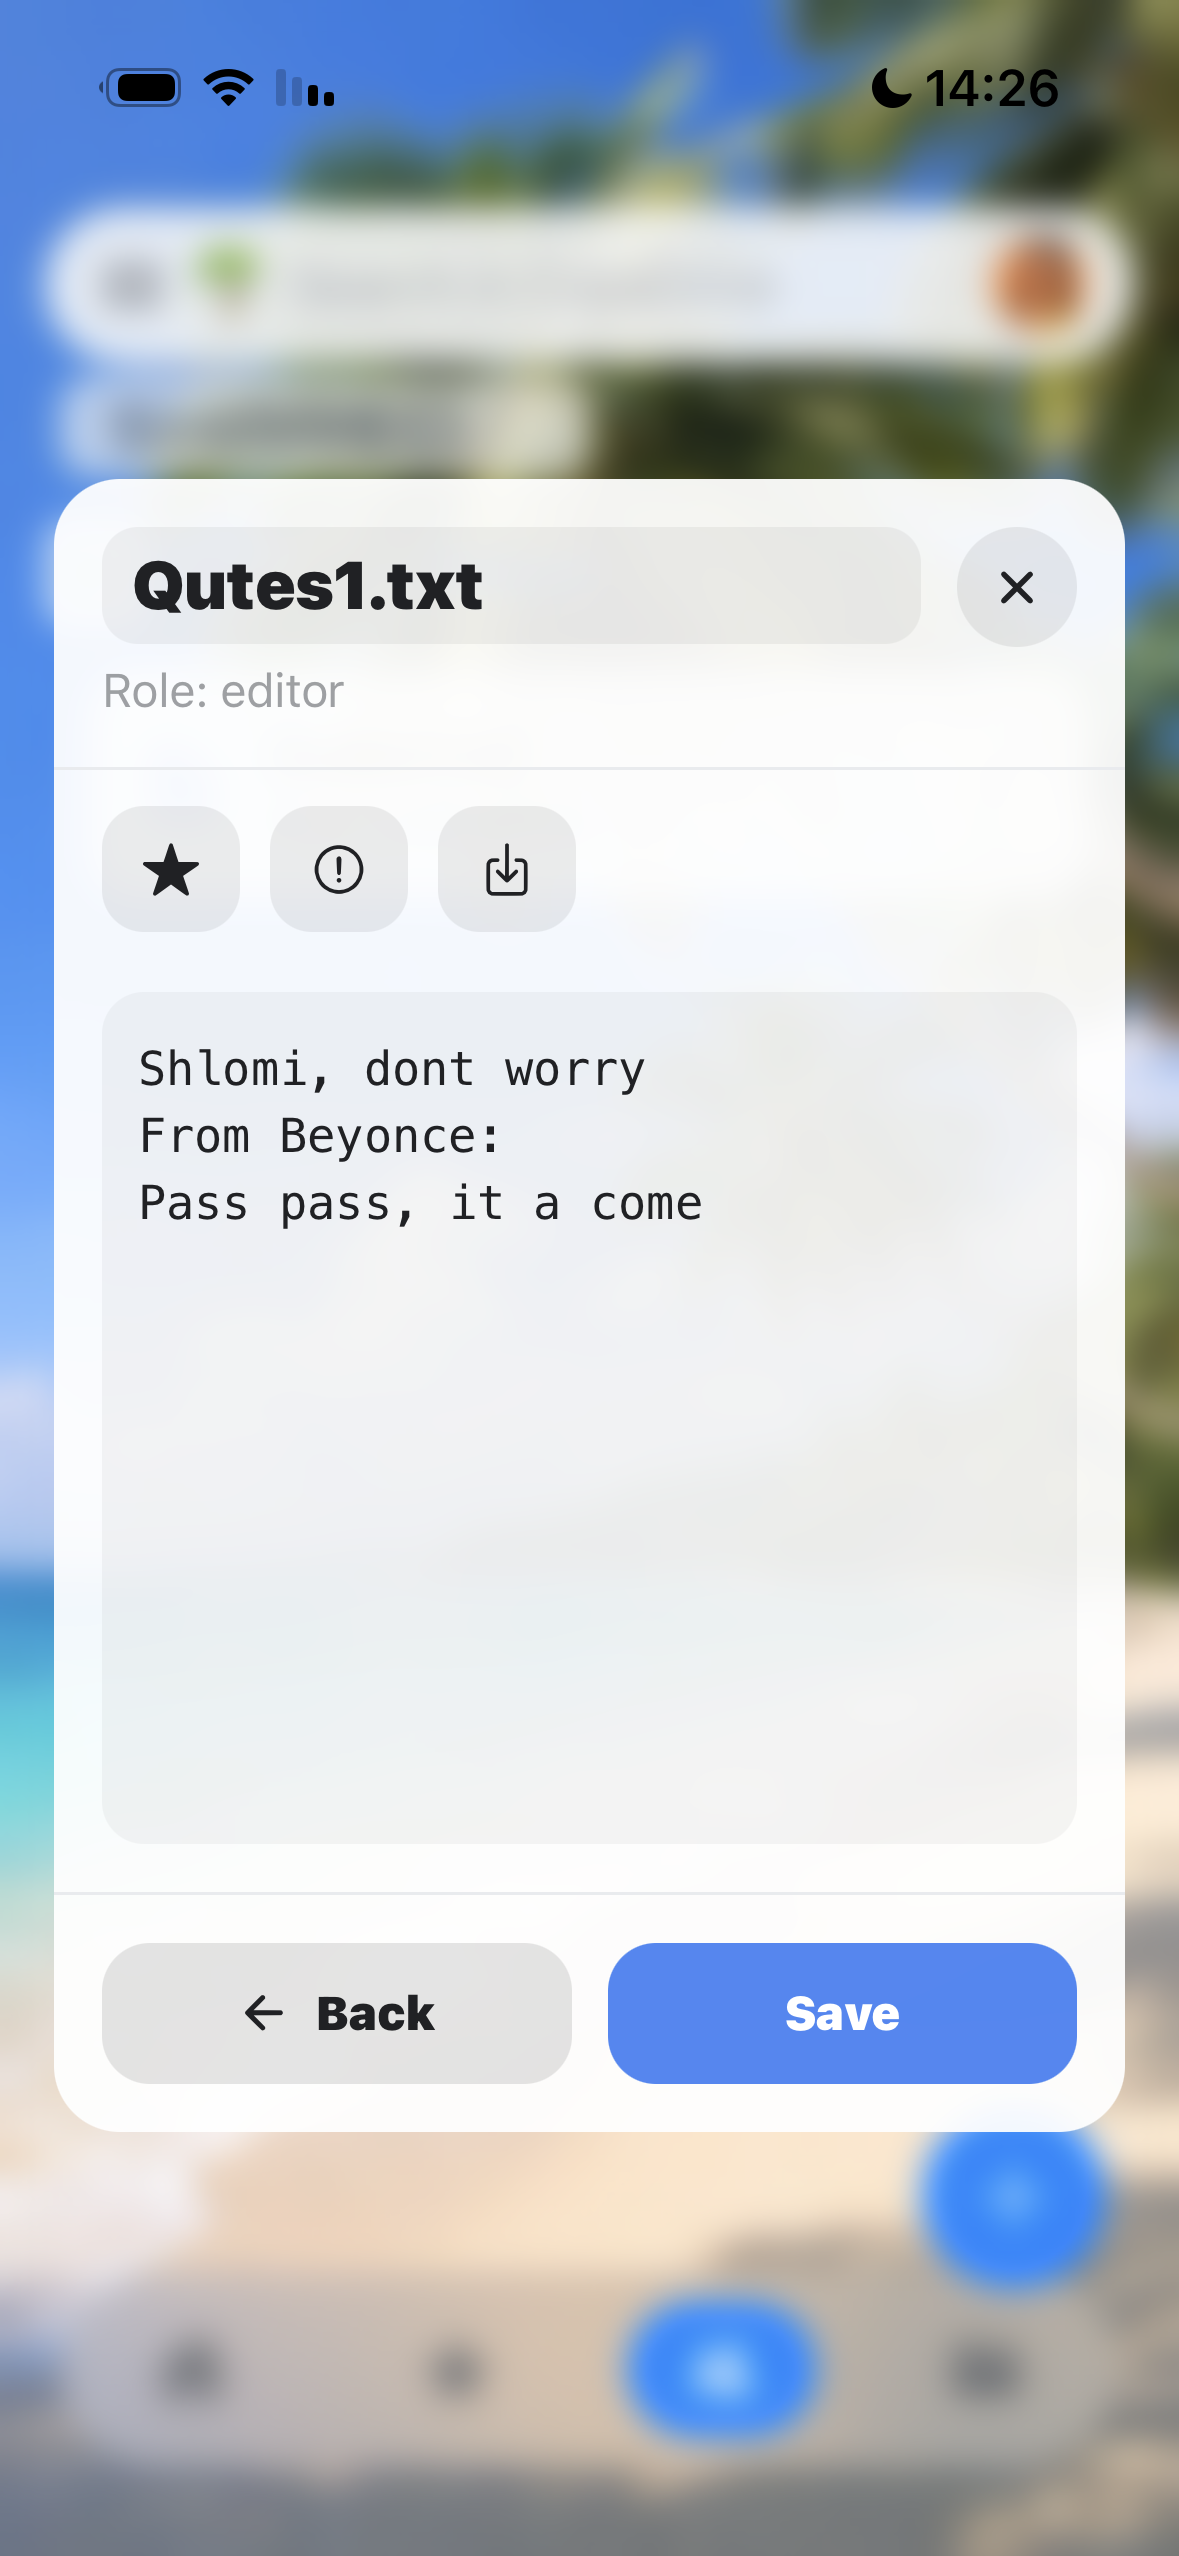 14:26
Qutes1.txt
Role: editor
Shlomi, dont worry
From Beyonce:
Pass pass, it a come
Back
Save